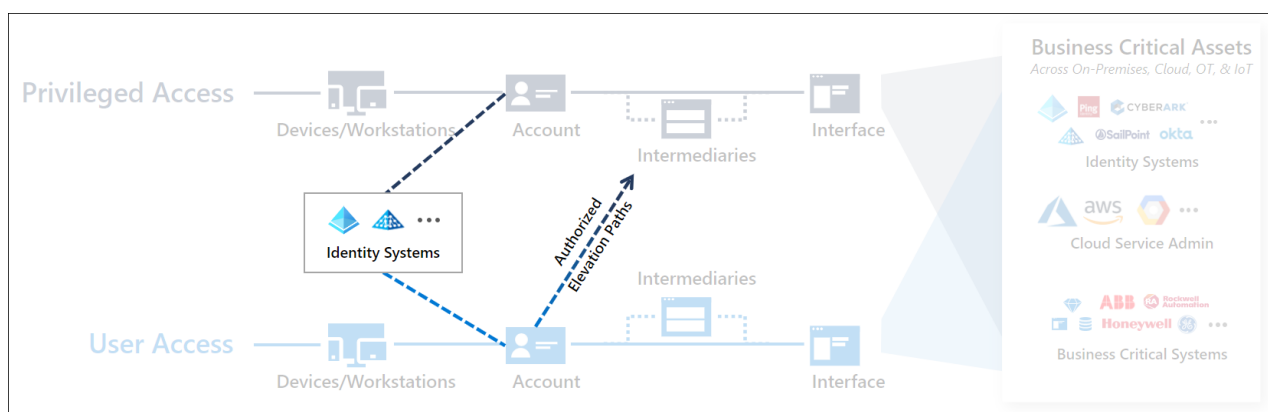 Business Critical Assets
Across On-Premises, Cloud, OT, & IoT
Privileged Access
Devices/Workstations
Account
Intermediaries
Interface
Ping
CYBERARK
SailPoint
okta
...
Identity Systems
...
Identity Systems
Authorized
Elevation Paths
aws
...
Cloud Service Admin
Intermediaries
User Access
Devices/Workstations
Account
Interface
ABB
RA
Rockwell
Automation
Honeywell
GE
...
Business Critical Systems